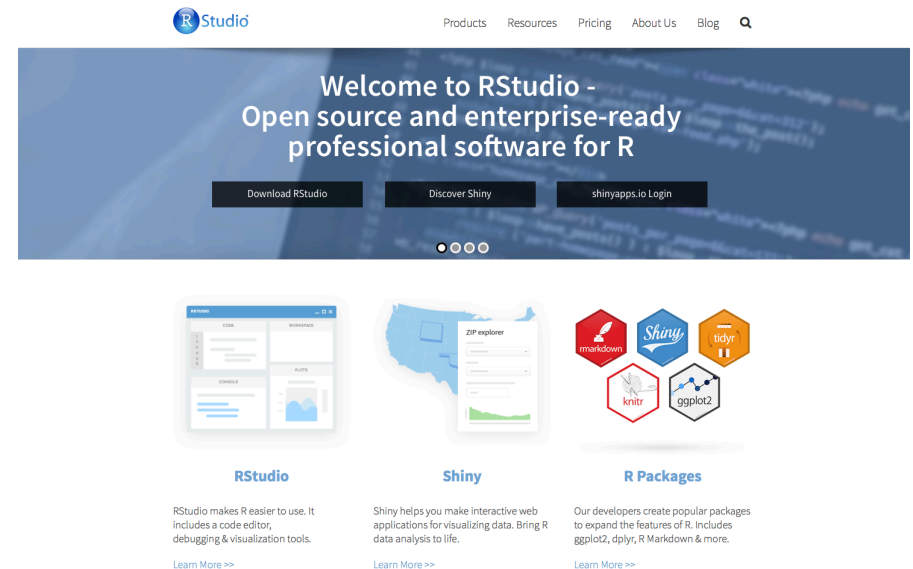 R Studio
Products Resources Pricing About Us Blog
Welcome to RStudio -
Open source and enterprise-ready
professional software for R
Download RStudio Discover Shiny shinyapps.io Login
RSTUDIO
CODE WORKSPACE
PLOTS
CONSOLE
ZIP explorer
rmarkdown Shiny tidyr
knitr ggplot2
RStudio Shiny R Packages
RStudio makes R easier to use. It
includes a code editor,
debugging & visualization tools.
Learn More >>
Shiny helps you make interactive web
applications for visualizing data. Bring R
data analysis to life.
Learn More >>
Our developers create popular packages
to expand the features of R. Includes
ggplot2, dplyr, R Markdown & more.
Learn More >>